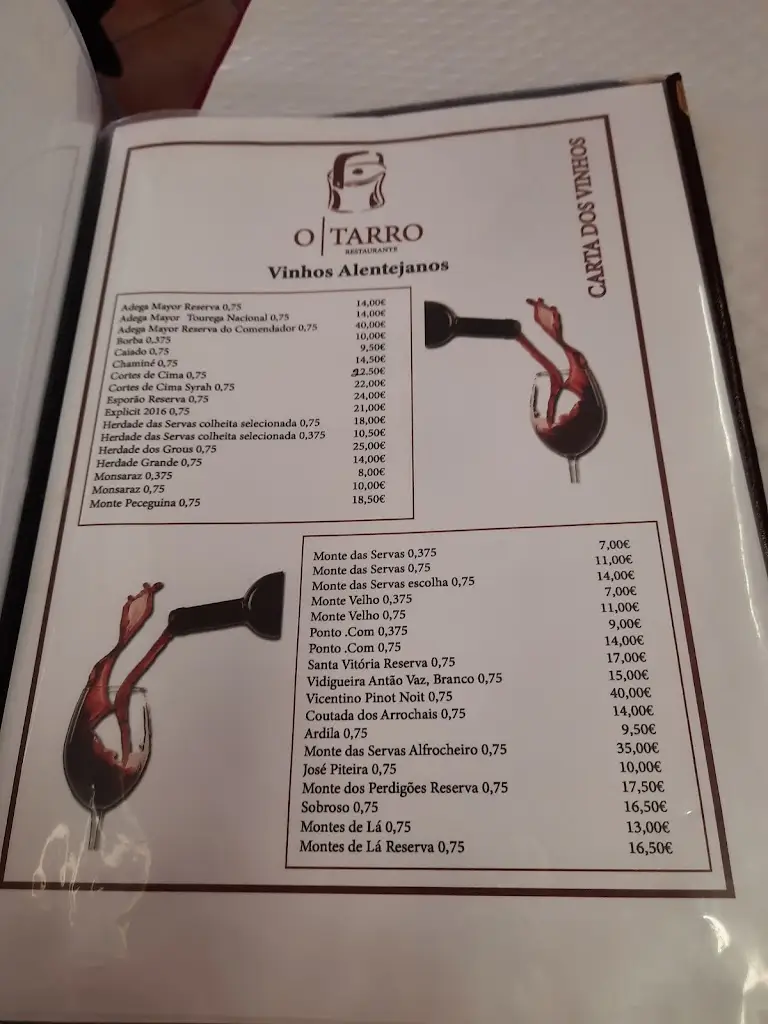 CARTA DOS VINHOS
O TARRO
RESTAURANTE
Vinhos Alentejanos
Adega Mayor Reserva 0,75 14,00€
Adega Mayor Tourega Nacional 0,75 14,00€
Adega Mayor Reserva do Comendador 0,75 40,00€
Borba 0,375 10,00€
Caiado 0,75 9,50€
Chaminé 0,75 14,50€
Cortes de Cima 0,75 22.50€
Cortes de Cima Syrah 0,75 22,00€
Esporão Reserva 0,75 24,00€
Explicit 2016 0,75 21,00€
Herdade das Servas colheita selecionada 0,75 18,00€
Herdade das Servas colheita selecionada 0,375 10,50€
Herdade dos Grous 0,75 25,00€
Herdade Grande 0,75 14,00€
Monsaraz 0,375 8,00€
Monsaraz 0,75 10,00€
Monte Peceguina 0,75 18,50€
Monte das Servas 0,375 7,00€
Monte das Servas 0,75 11,00€
Monte das Servas escolha 0,75 14,00€
Monte Velho 0,375 7,00€
Monte Velho 0,75 11,00€
Ponto .Com 0,375 9,00€
Ponto .Com 0,75 14,00€
Santa Vitória Reserva 0,75 17,00€
Vidigueira Antão Vaz, Branco 0,75 15,00€
Vicentino Pinot Noit 0,75 40,00€
Coutada dos Arrochais 0,75 14,00€
Ardila 0,75 9,50€
Monte das Servas Alfrocheiro 0,75 35,00€
José Piteira 0,75 10,00€
Monte dos Perdigões Reserva 0,75 17,50€
Sobroso 0,75 16,50€
Montes de Lá 0,75 13,00€
Montes de Lá Reserva 0,75 16,50€